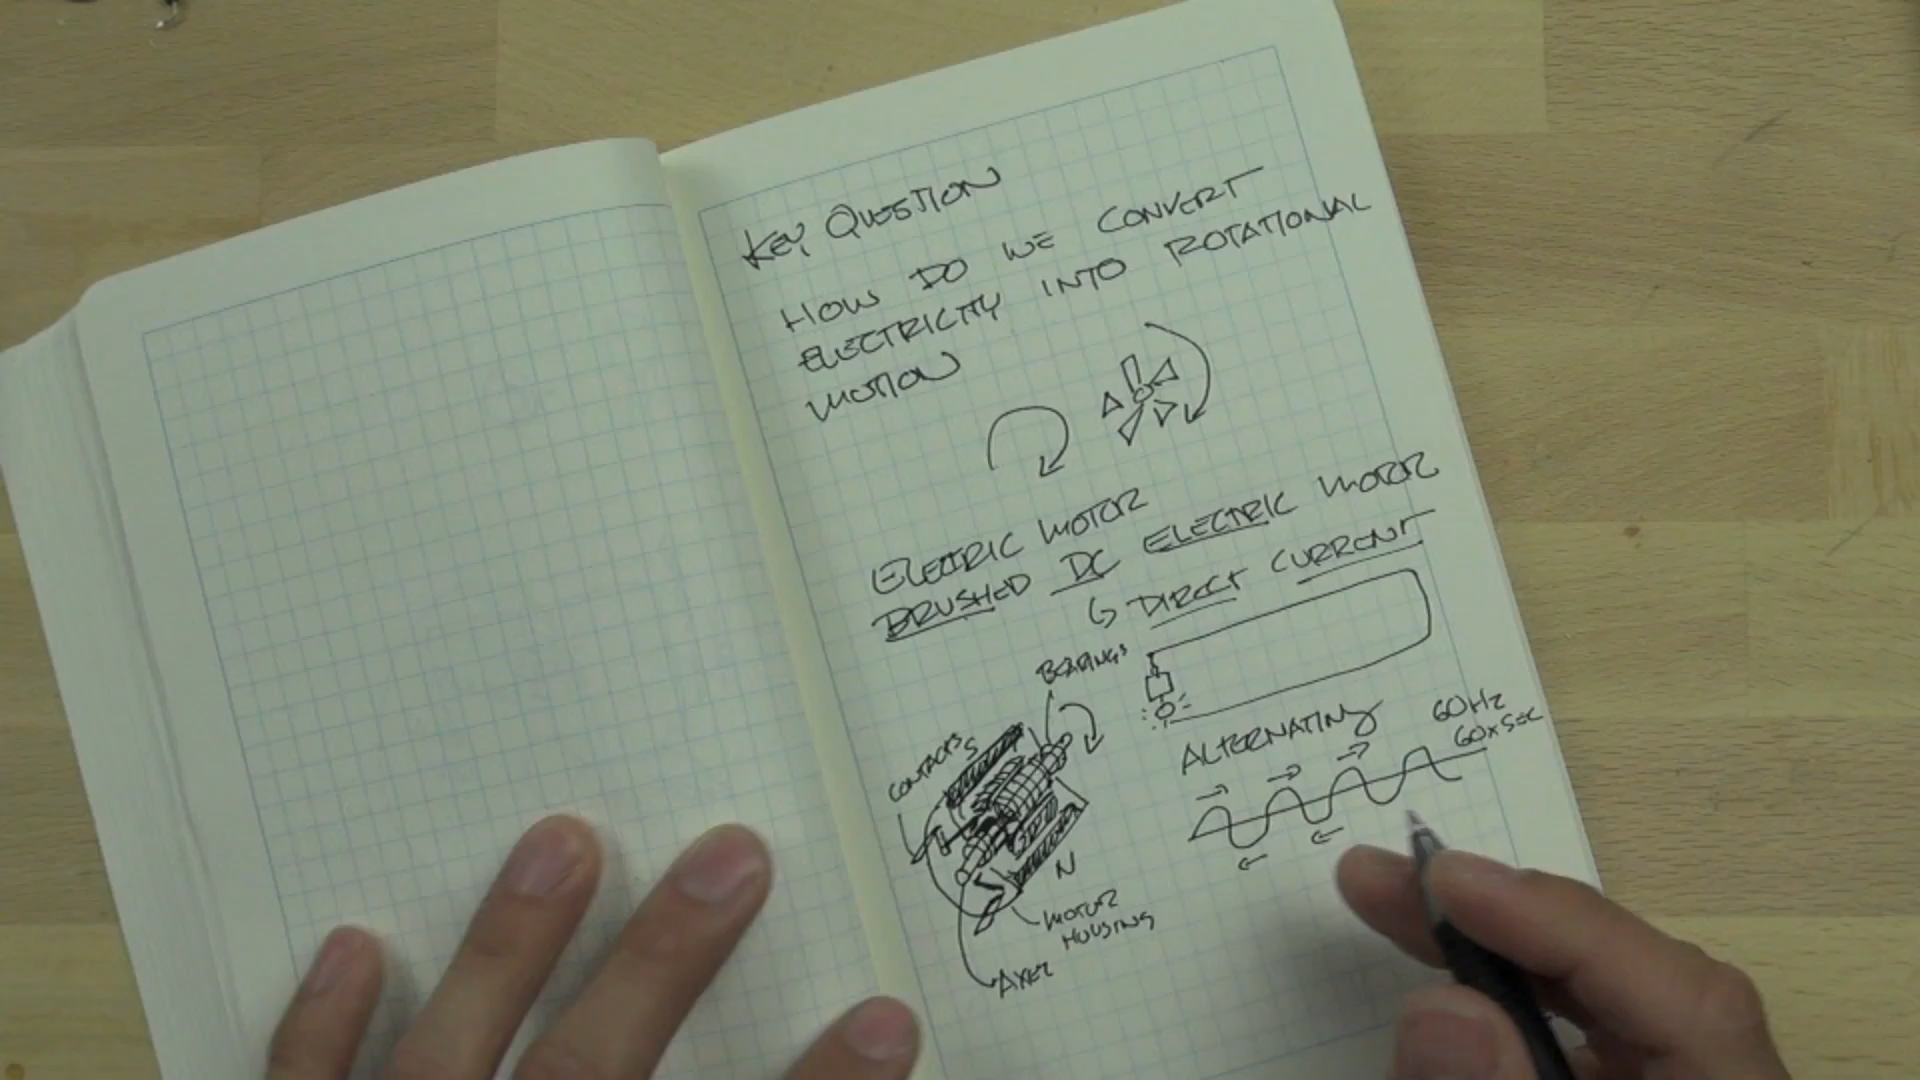 KEY QUESTION
HOW DO WE CONVERT
ELECTRICITY INTO ROTATIONAL
MOTION
ELECTRIC MOTOR
BRUSHED DC ELECTRIC MOTOR
DIRECT CURRENT
BEARINGS
CONTACTS
S
N
MOTOR
HOUSING
AXEL
ALTERNATING
60Hz
60xSEC